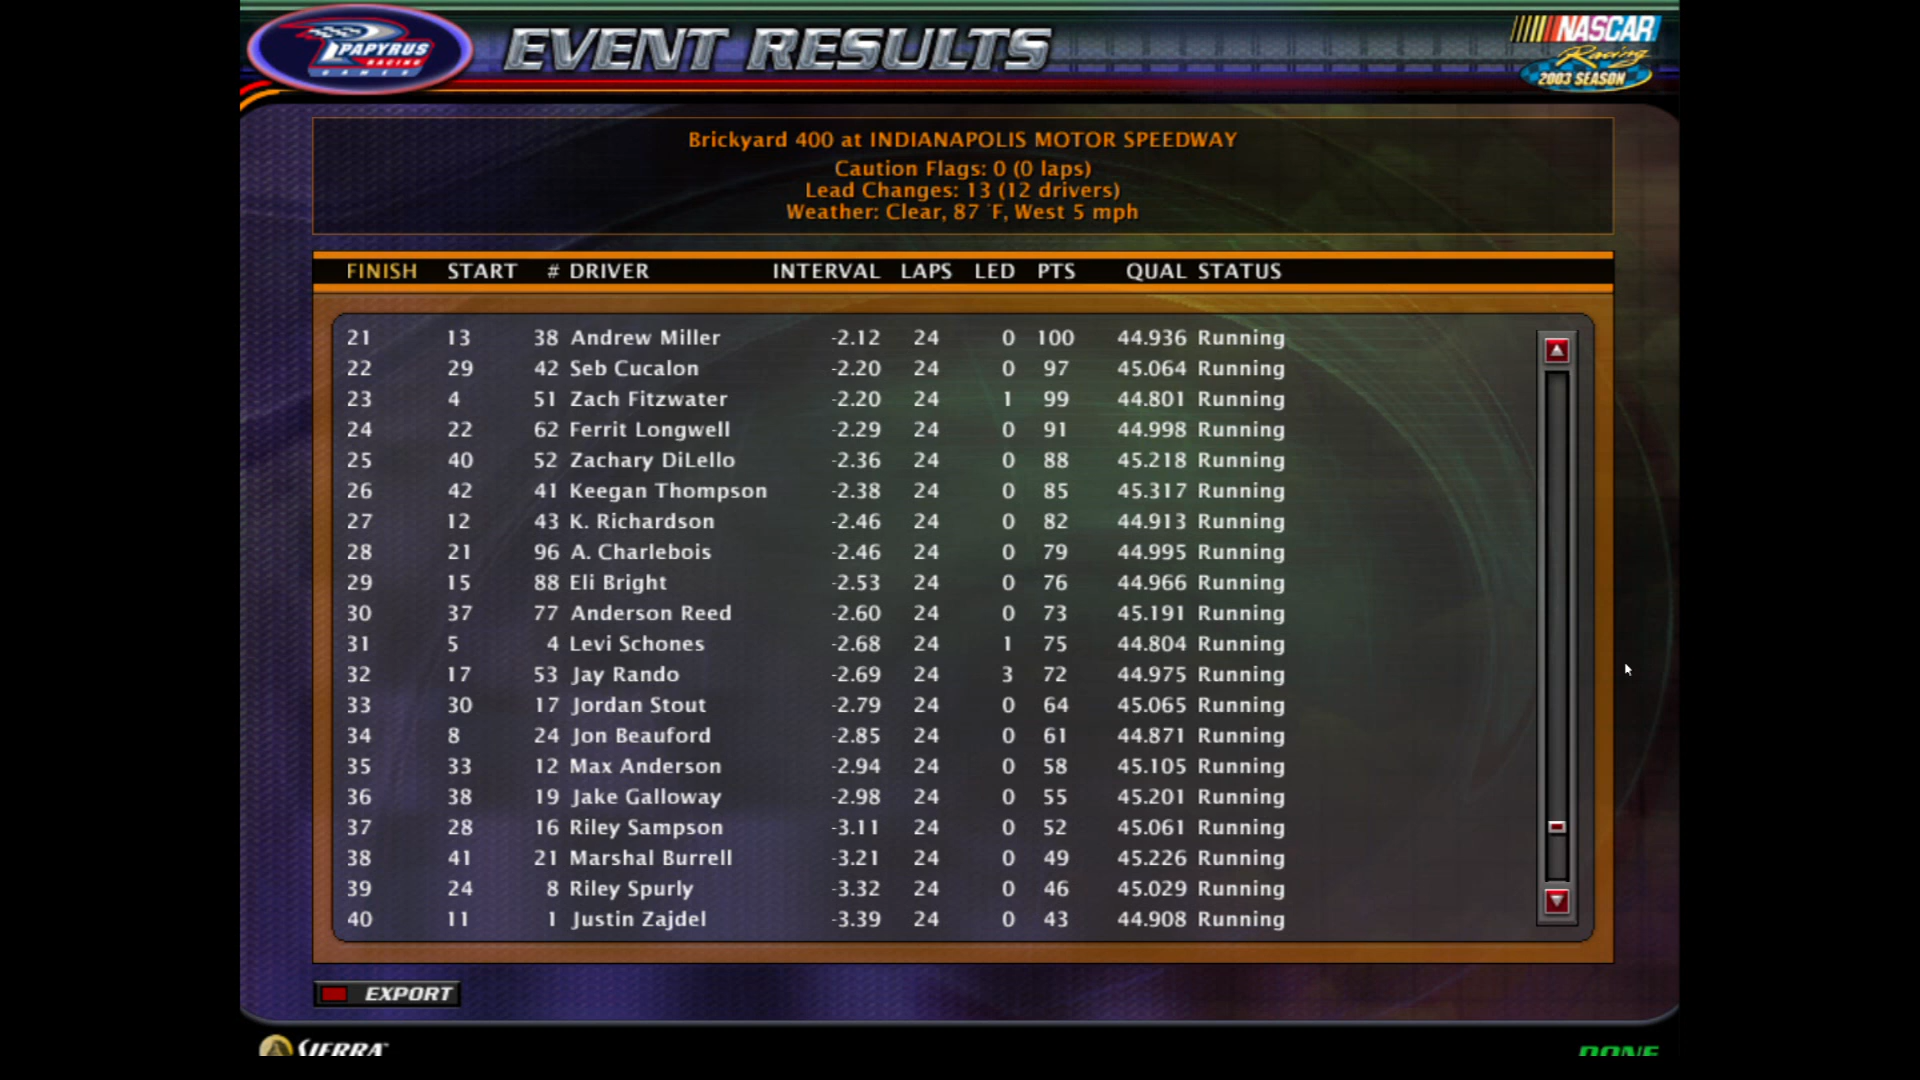 PAPYRUS
RACING
GAMES
EVENT RESULTS
NASCAR
Racing
2003 SEASON
Brickyard 400 at INDIANAPOLIS MOTOR SPEEDWAY
Caution Flags: 0 (0 laps)
Lead Changes: 13 (12 drivers)
Weather: Clear, 87 °F, West 5 mph
FINISH START # DRIVER INTERVAL LAPS LED PTS QUAL STATUS
21 13 38 Andrew Miller -2.12 24 0 100 44.936 Running
22 29 42 Seb Cucalon -2.20 24 0 97 45.064 Running
23 4 51 Zach Fitzwater -2.20 24 1 99 44.801 Running
24 22 62 Ferrit Longwell -2.29 24 0 91 44.998 Running
25 40 52 Zachary DiLello -2.36 24 0 88 45.218 Running
26 42 41 Keegan Thompson -2.38 24 0 85 45.317 Running
27 12 43 K. Richardson -2.46 24 0 82 44.913 Running
28 21 96 A. Charlebois -2.46 24 0 79 44.995 Running
29 15 88 Eli Bright -2.53 24 0 76 44.966 Running
30 37 77 Anderson Reed -2.60 24 0 73 45.191 Running
31 5 4 Levi Schones -2.68 24 1 75 44.804 Running
32 17 53 Jay Rando -2.69 24 3 72 44.975 Running
33 30 17 Jordan Stout -2.79 24 0 64 45.065 Running
34 8 24 Jon Beauford -2.85 24 0 61 44.871 Running
35 33 12 Max Anderson -2.94 24 0 58 45.105 Running
36 38 19 Jake Galloway -2.98 24 0 55 45.201 Running
37 28 16 Riley Sampson -3.11 24 0 52 45.061 Running
38 41 21 Marshal Burrell -3.21 24 0 49 45.226 Running
39 24 8 Riley Spurly -3.32 24 0 46 45.029 Running
40 11 1 Justin Zajdel -3.39 24 0 43 44.908 Running
EXPORT
SIERRA
DONE